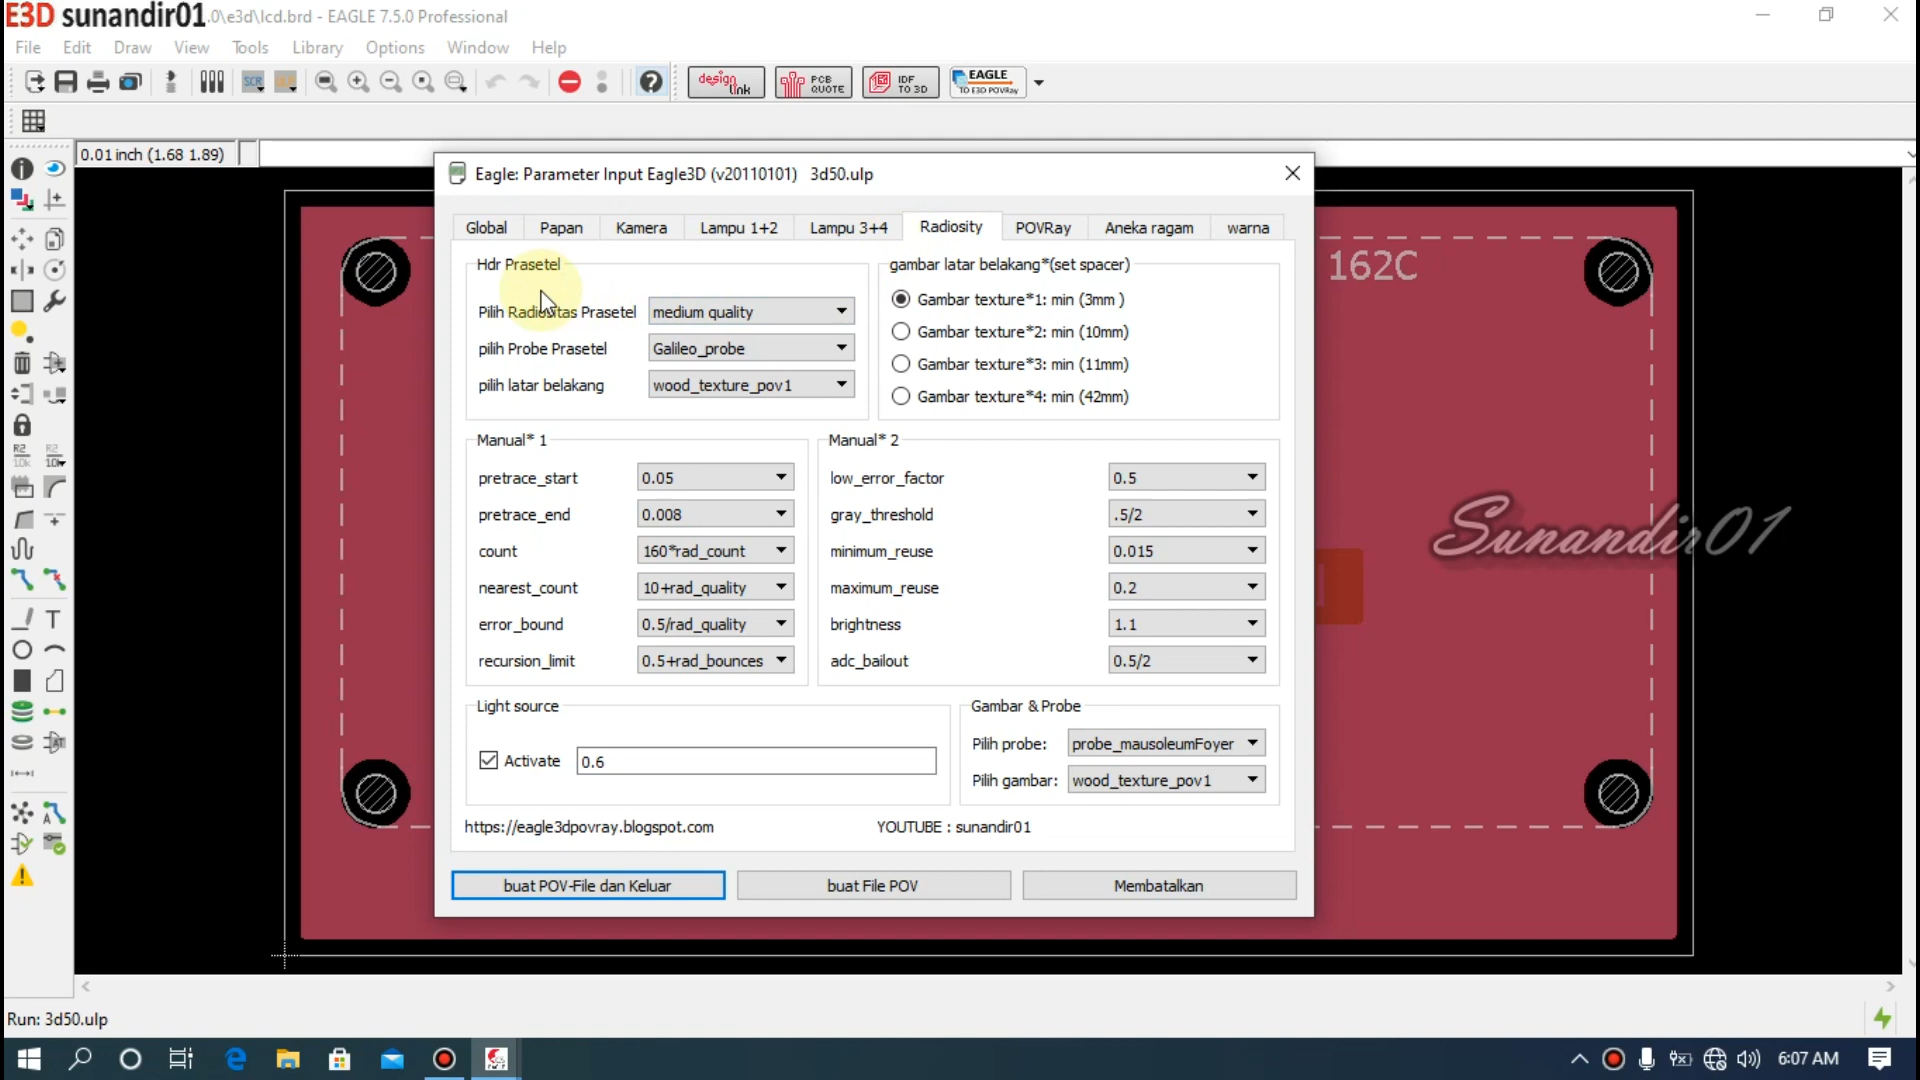 E3D sunandir01 .0\e3d\lcd.brd - EAGLE 7.5.0 Professional
File Edit Draw View Tools Library Options Window Help
SCR
design link
PCB QUOTE
IDF TO 3D
EAGLE TO E3D POVRay
0.01 inch (1.68 1.89)
Eagle: Parameter Input Eagle3D (v20110101) 3d50.ulp
Global Papan Kamera Lampu 1+2 Lampu 3+4 Radiosity POVRay Aneka ragam warna
Hdr Prasetel
Pilih Radiositas Prasetel medium quality
pilih Probe Prasetel Galileo_probe
pilih latar belakang wood_texture_pov1
gambar latar belakang*(set spacer)
Gambar texture*1: min (3mm )
Gambar texture*2: min (10mm)
Gambar texture*3: min (11mm)
Gambar texture*4: min (42mm)
Manual* 1
pretrace_start 0.05
pretrace_end 0.008
count 160*rad_count
nearest_count 10+rad_quality
error_bound 0.5/rad_quality
recursion_limit 0.5+rad_bounces
Manual* 2
low_error_factor 0.5
gray_threshold .5/2
minimum_reuse 0.015
maximum_reuse 0.2
brightness 1.1
adc_bailout 0.5/2
Light source
Activate 0.6
Gambar & Probe
Pilih probe: probe_mausoleumFoyer
Pilih gambar: wood_texture_pov1
https://eagle3dpovray.blogspot.com YOUTUBE : sunandir01
buat POV-File dan Keluar buat File POV Membatalkan
162C
Sunandir01
R2 10k R2 10k
Run: 3d50.ulp
6:07 AM